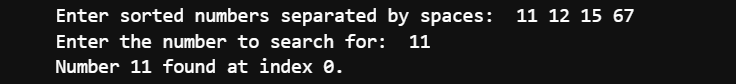 Enter sorted numbers separated by spaces:  11 12 15 67
Enter the number to search for:  11
Number 11 found at index 0.